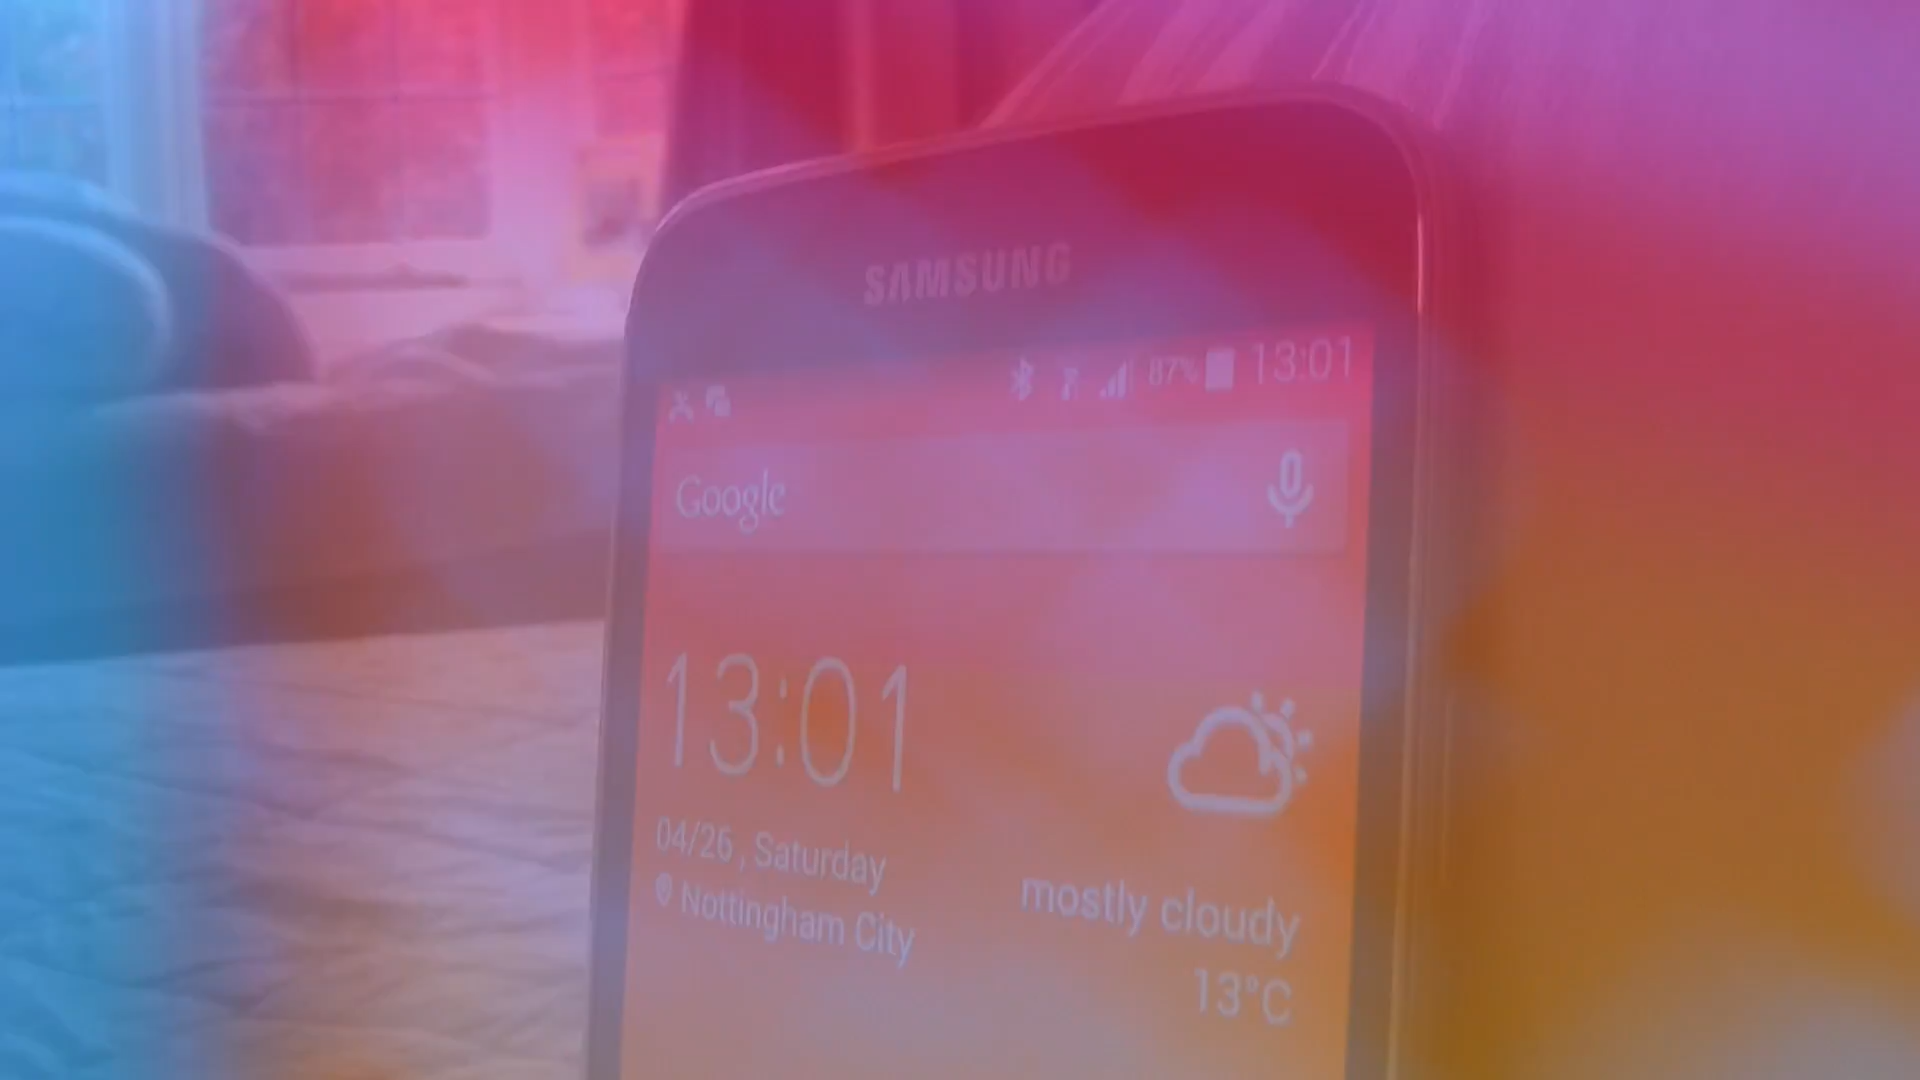 SAMSUNG
87% 13:01
Google
13:01
04/26 , Saturday
Nottingham City
mostly cloudy
13°C